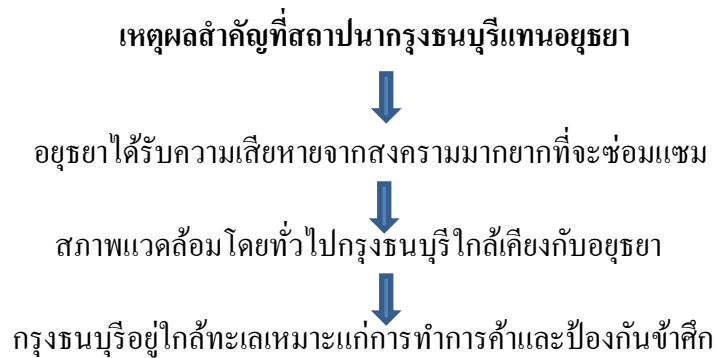 เหตุผลสำคัญที่สถาปนากรุงธนบุรีแทนอยุธยา
อยุธยาได้รับความเสียหายจากสงครามมากยากที่จะซ่อมแซม
สภาพแวดล้อมโดยทั่วไปกรุงธนบุรีใกล้เคียงกับอยุธยา
กรุงธนบุรีอยู่ใกล้ทะเลเหมาะแก่การทำการค้าและป้องกันข้าศึก